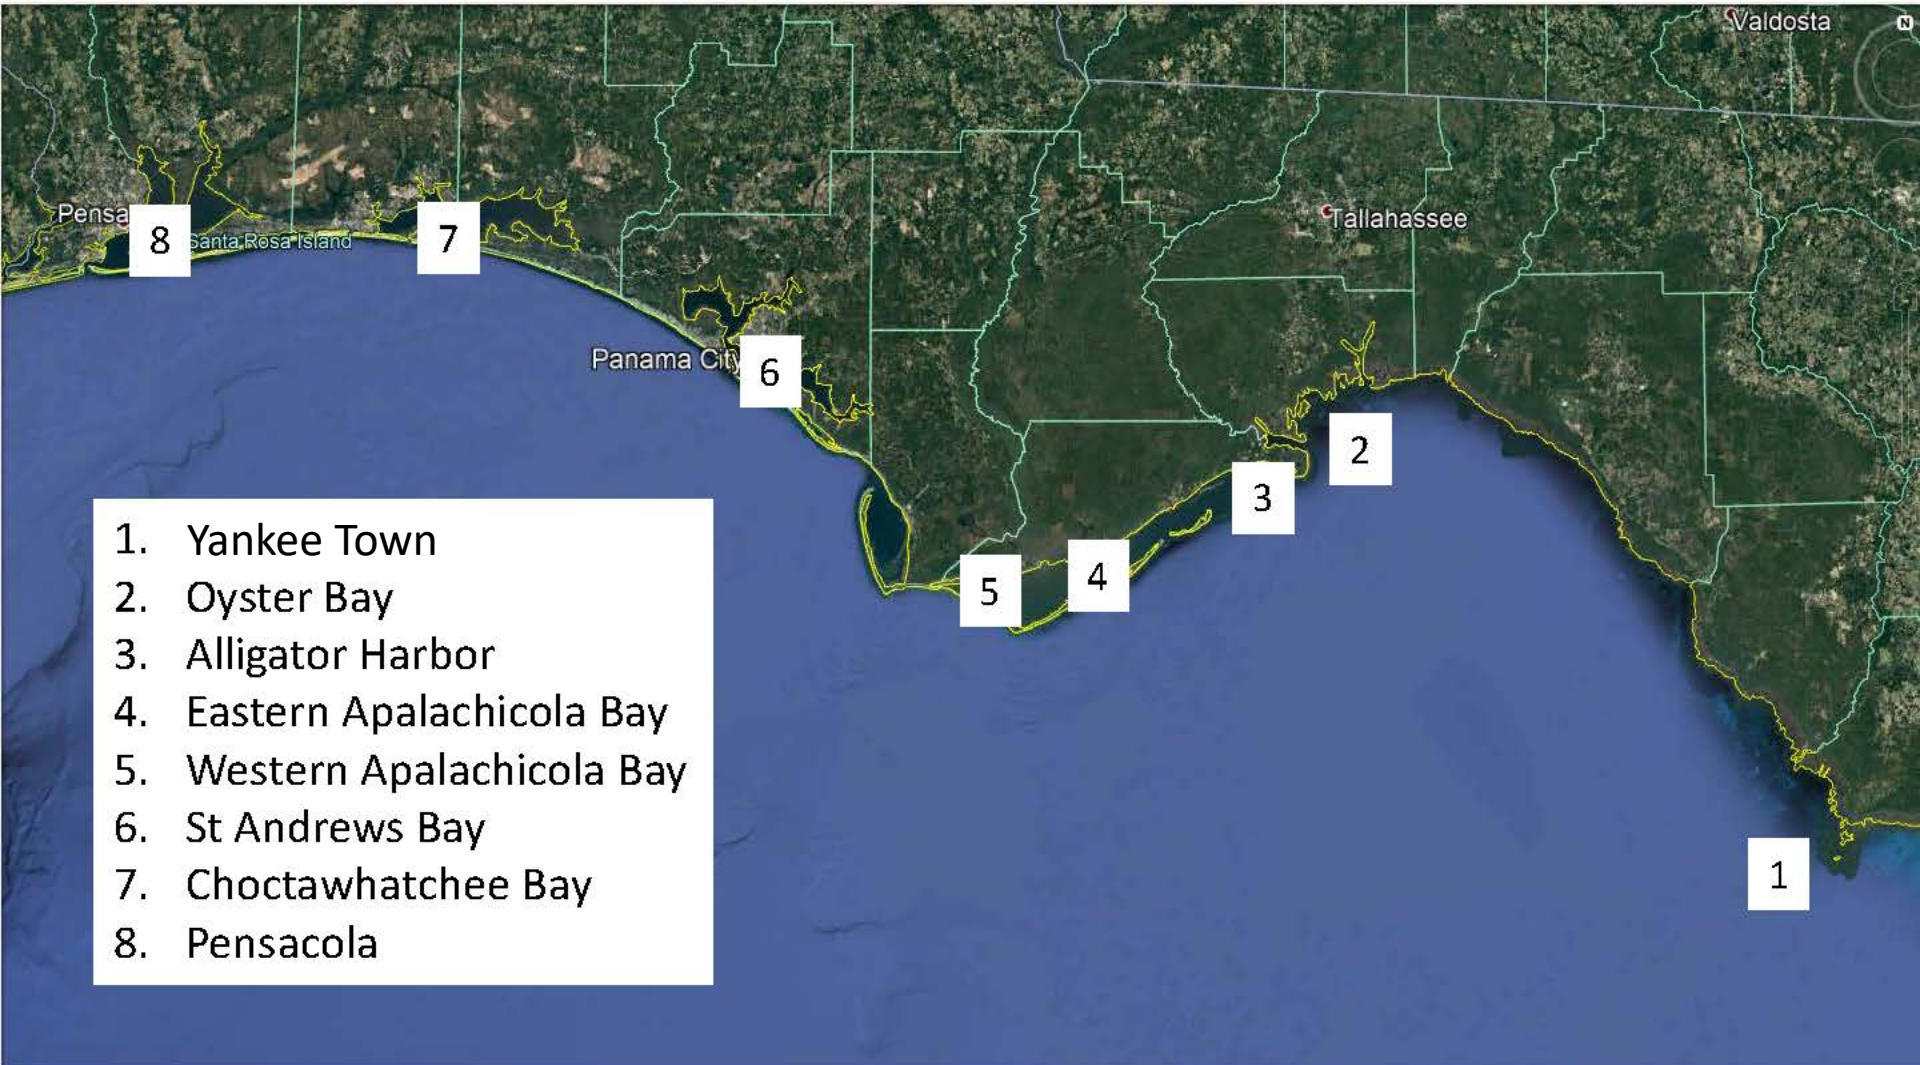 Valdosta
N
Pensa
8
Santa Rosa Island
7
Tallahassee
Panama City
6
2
3
5
4
1
1. Yankee Town
2. Oyster Bay
3. Alligator Harbor
4. Eastern Apalachicola Bay
5. Western Apalachicola Bay
6. St Andrews Bay
7. Choctawhatchee Bay
8. Pensacola